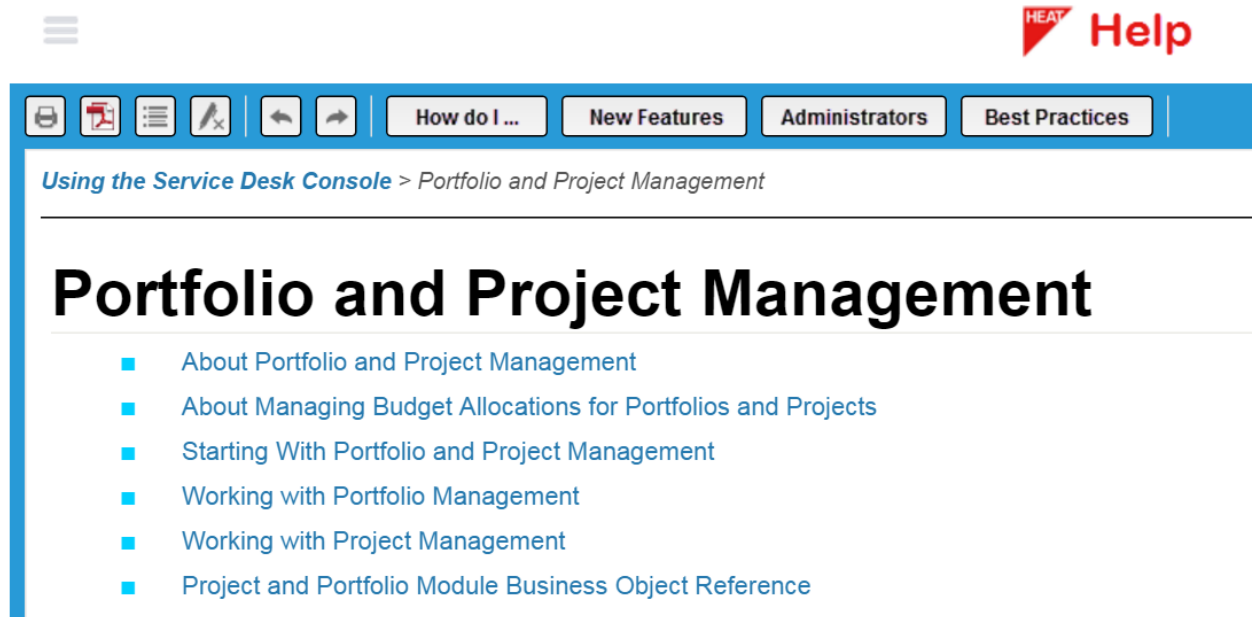 HEAT Help
How do I ... New Features Administrators Best Practices
Using the Service Desk Console > Portfolio and Project Management
Portfolio and Project Management
About Portfolio and Project Management
About Managing Budget Allocations for Portfolios and Projects
Starting With Portfolio and Project Management
Working with Portfolio Management
Working with Project Management
Project and Portfolio Module Business Object Reference